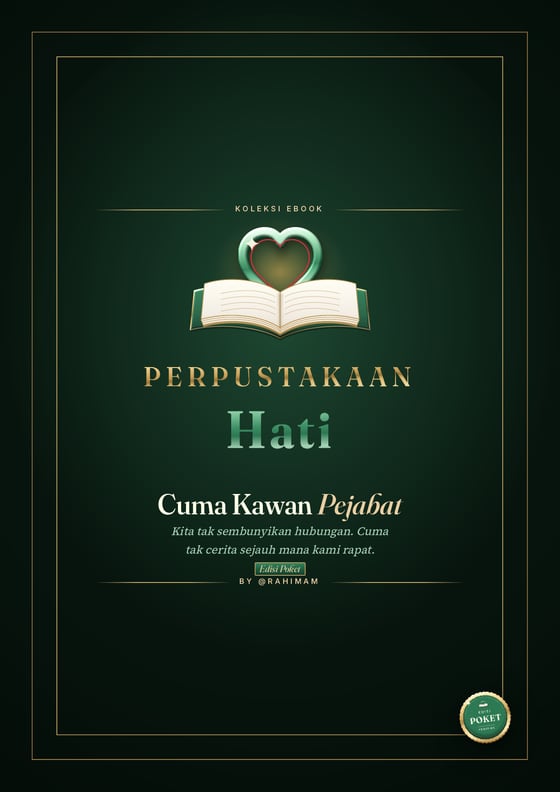 KOLEKSI EBOOK
PERPUSTAKAAN
Hati
Cuma Kawan Pejabat
Kita tak sembunyikan hubungan. Cuma
tak cerita sejauh mana kami rapat.
Edisi Poket
BY @RAHIMAM
EDISI
POKET